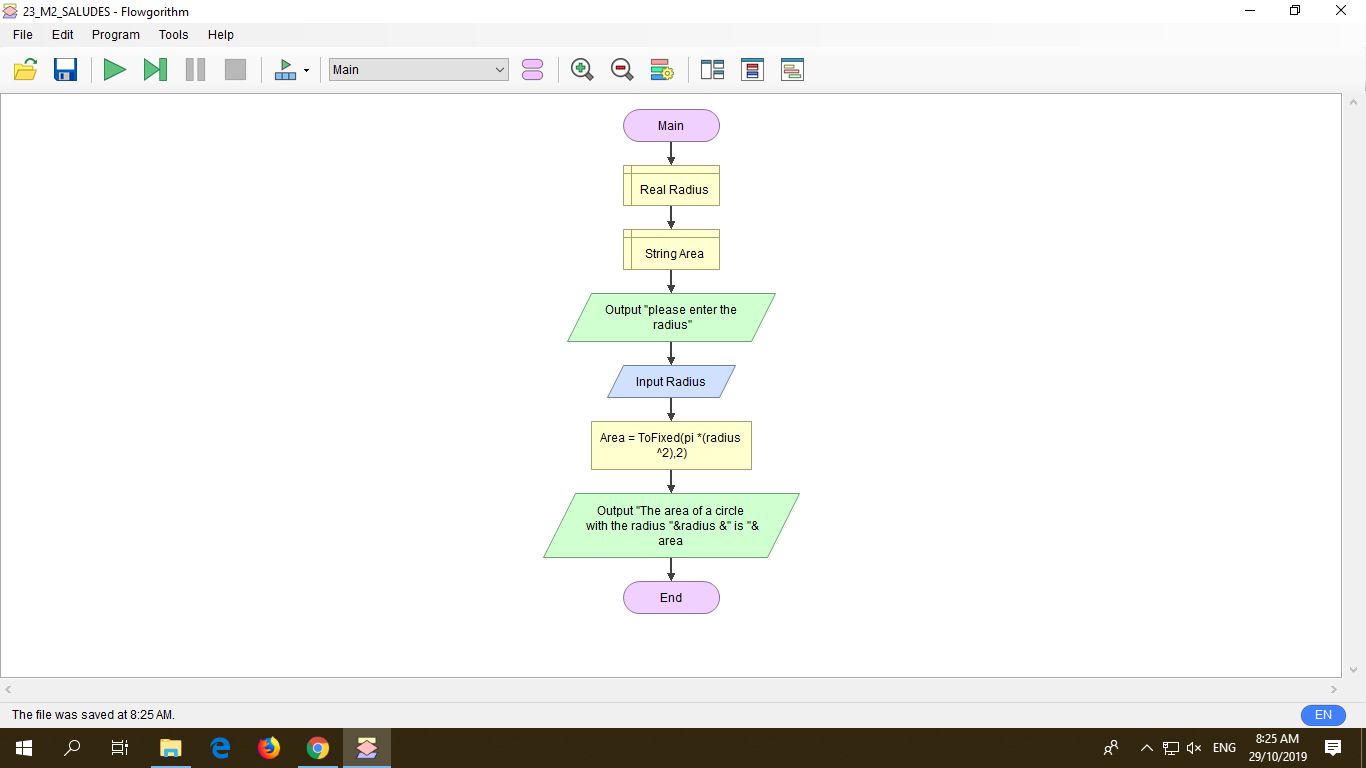 23_M2_SALUDES - Flowgorithm
File Edit Program Tools Help
Main
Main
Real Radius
String Area
Output "please enter the
radius"
Input Radius
Area = ToFixed(pi *(radius
^2),2)
Output "The area of a circle
with the radius "&radius &" is "&
area
End
The file was saved at 8:25 AM.
EN
ENG
8:25 AM
29/10/2019